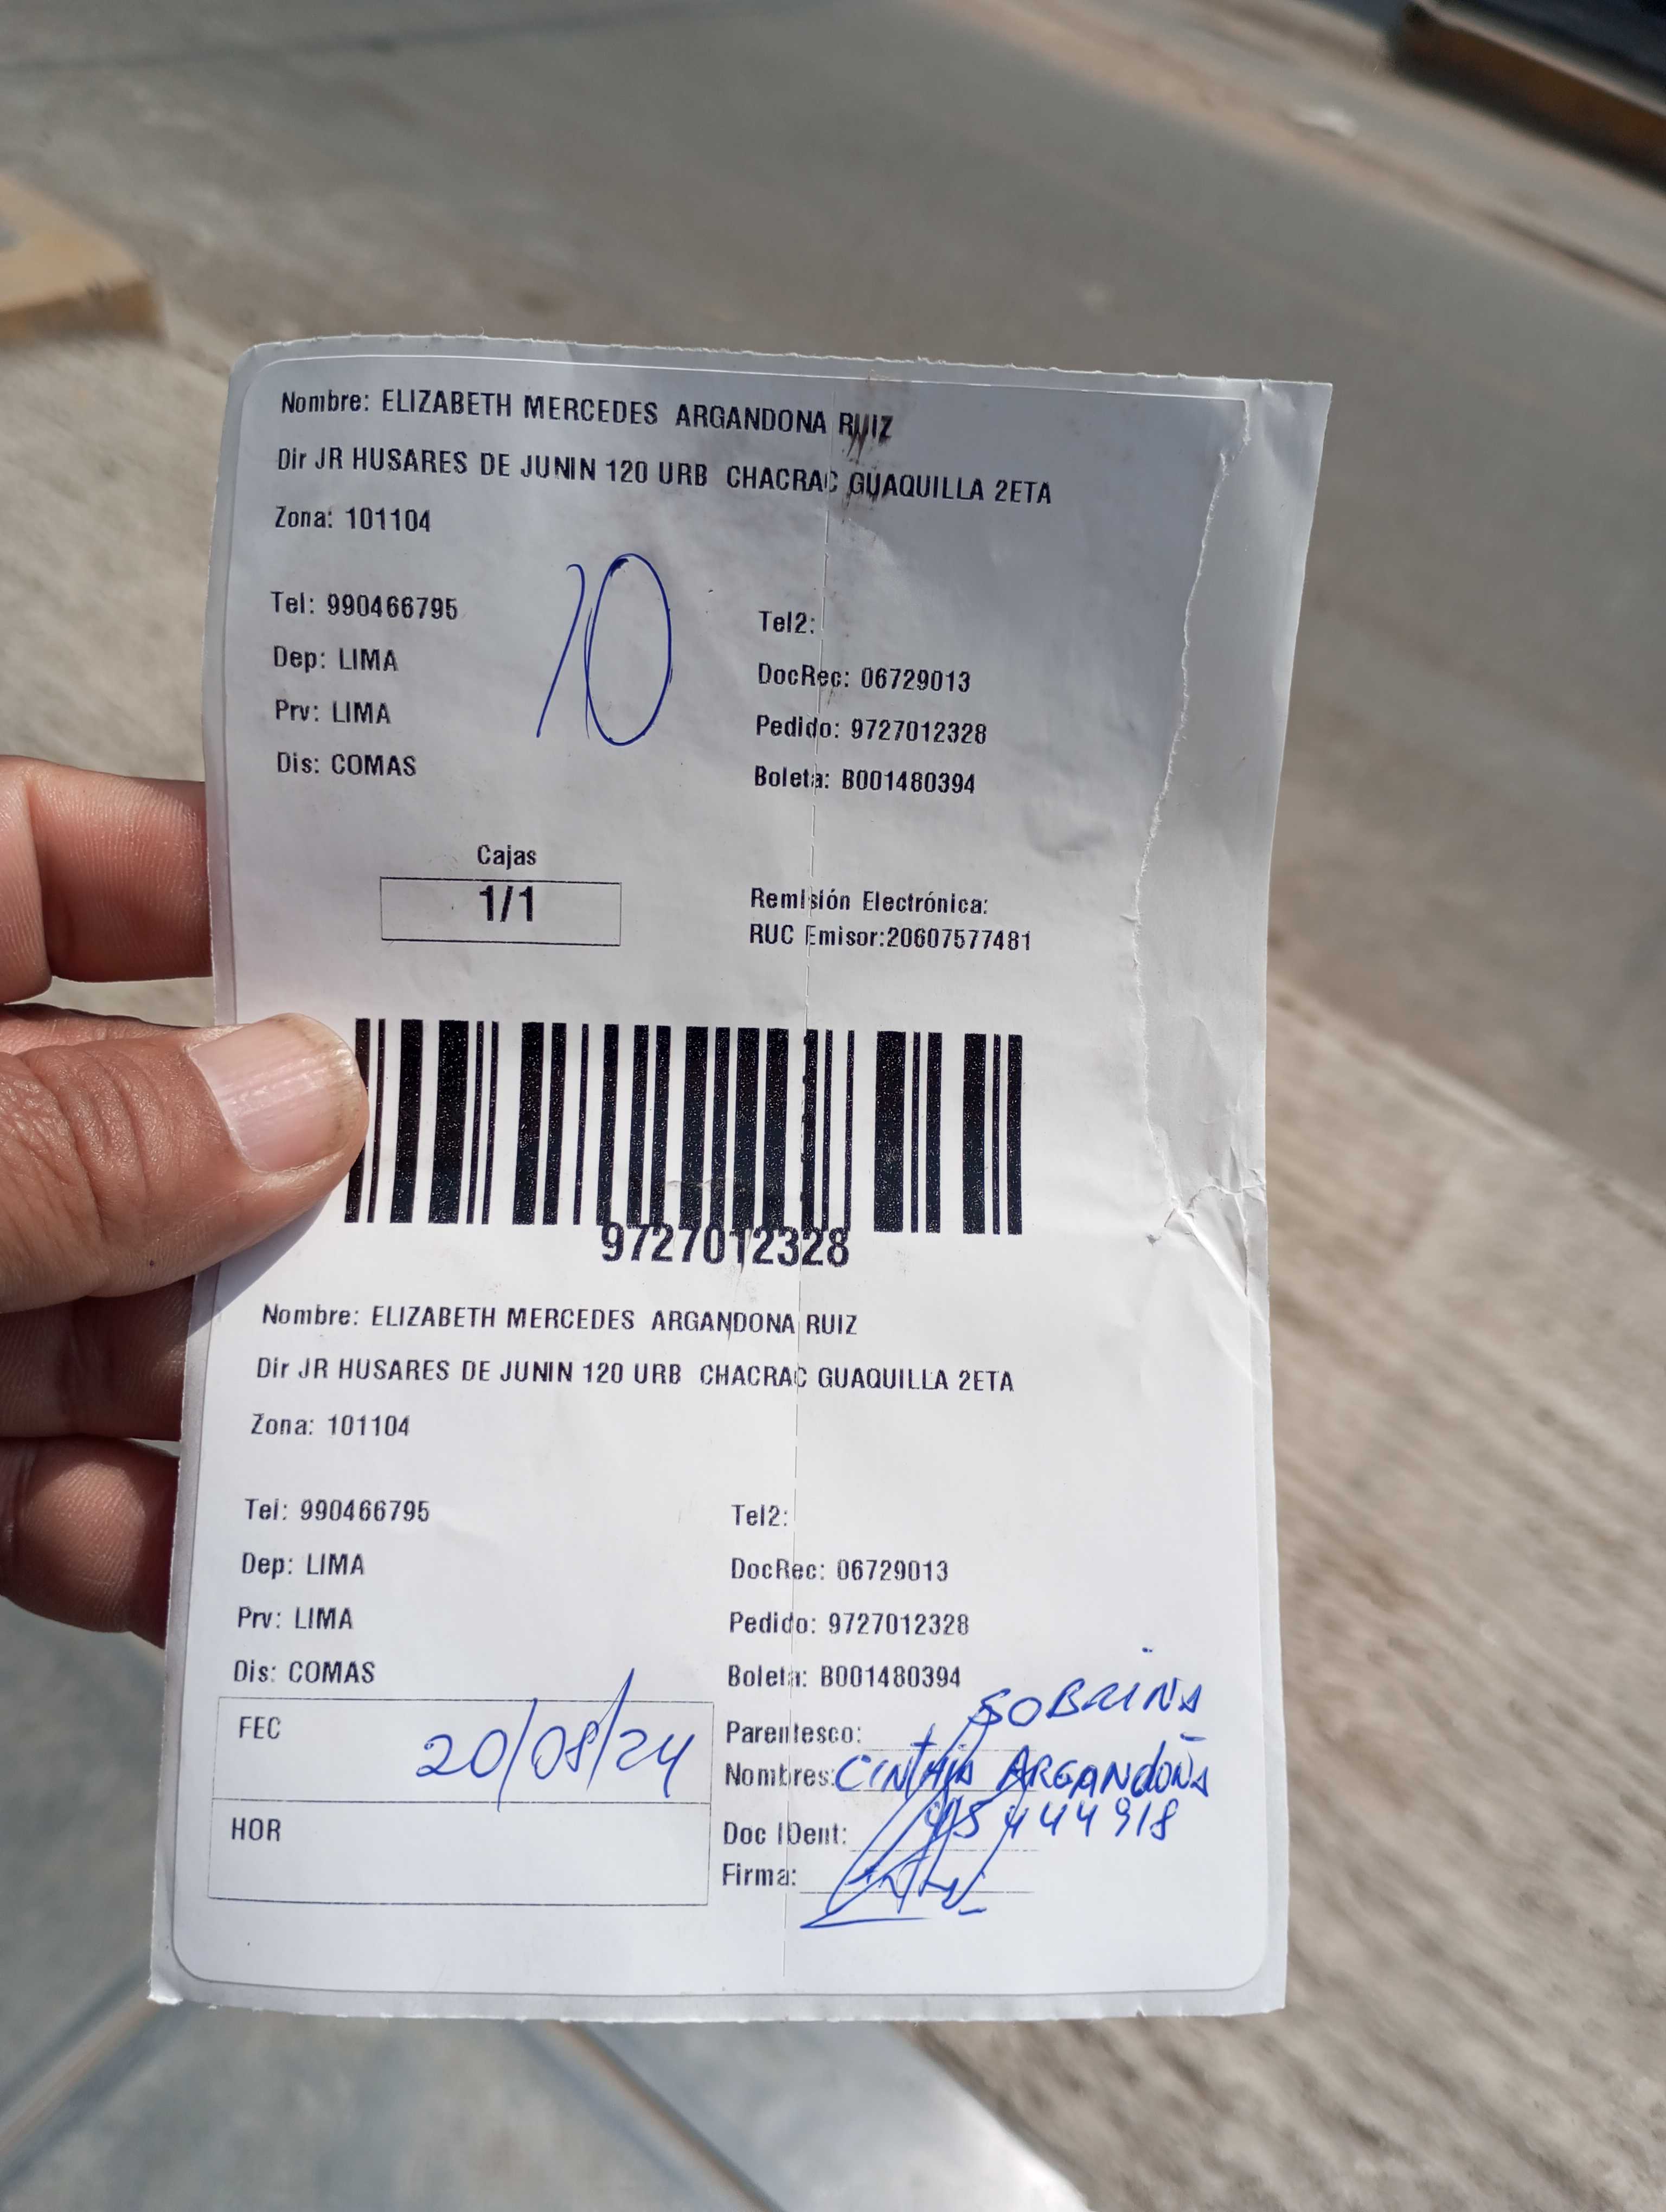 Nombre: ELIZABETH MERCEDES ARGANDONA RUIZ
Dir JR HUSARES DE JUNIN 120 URB CHACRAC GUAQUILLA 2ETA
Zona: 101104
10
Tel: 990466795
Tel2:
Dep: LIMA
DocRec: 06729013
Prv: LIMA
Pedido: 9727012328
Dis: COMAS
Boleta: B001480394
Cajas
1/1
Remisión Electrónica:
RUC Emisor:20607577481
9727012328
Nombre: ELIZABETH MERCEDES ARGANDONA RUIZ
Dir JR HUSARES DE JUNIN 120 URB CHACRAC GUAQUILLA 2ETA
Zona: 101104
Tel: 990466795
Tel2:
Dep: LIMA
DocRec: 06729013
Prv: LIMA
Pedido: 9727012328
Dis: COMAS
Boleta: B001480394
FEC 20/08/24
Parentesco: SOBRINA
Nombres: CINTHIA ARGANDOÑA
HOR
Doc IDent: 45444918
Firma: